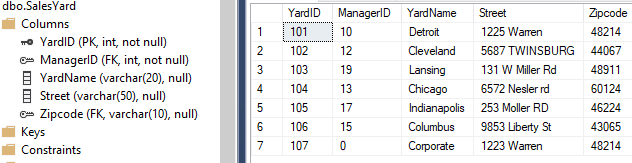 dbo.SalesYard
Columns
YardID (PK, int, not null)
ManagerID (FK, int, not null)
YardName (varchar(20), null)
Street (varchar(50), null)
Zipcode (FK, varchar(10), null)
Keys
Constraints
YardID ManagerID YardName Street Zipcode
1 101 10 Detroit 1225 Warren 48214
2 102 12 Cleveland 5687 TWINSBURG 44067
3 103 19 Lansing 131 W Miller Rd 48911
4 104 13 Chicago 6572 Nesler rd 60124
5 105 17 Indianapolis 253 Moller RD 46224
6 106 15 Columbus 9853 Liberty St 43065
7 107 0 Corporate 1223 Warren 48214